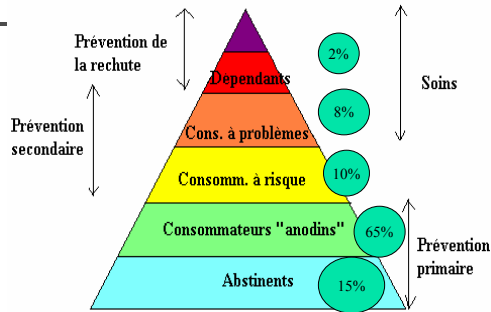 Prévention de
la rechute
2%
Dependants
Soins
8%
Prévention
secondaire
Cons. à problèmes
10%
Consomm. à risque
Consommateurs "anodins"
65%
Prévention
primaire
Abstinents
15%